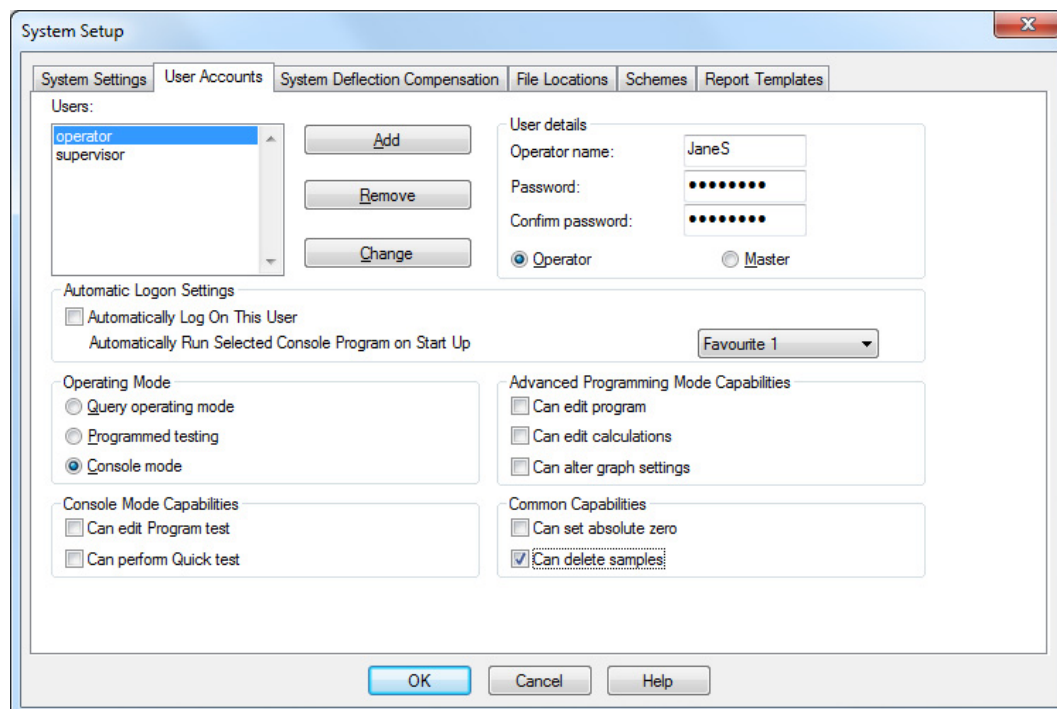 System Setup
System Settings User Accounts System Deflection Compensation File Locations Schemes Report Templates
Users:
operator
supervisor
Add
Remove
Change
User details
Operator name: JaneS
Password: ••••••••
Confirm password: ••••••••
Operator Master
Automatic Logon Settings
Automatically Log On This User
Automatically Run Selected Console Program on Start Up Favourite 1
Operating Mode
Query operating mode
Programmed testing
Console mode
Advanced Programming Mode Capabilities
Can edit program
Can edit calculations
Can alter graph settings
Console Mode Capabilities
Can edit Program test
Can perform Quick test
Common Capabilities
Can set absolute zero
Can delete samples
OK Cancel Help